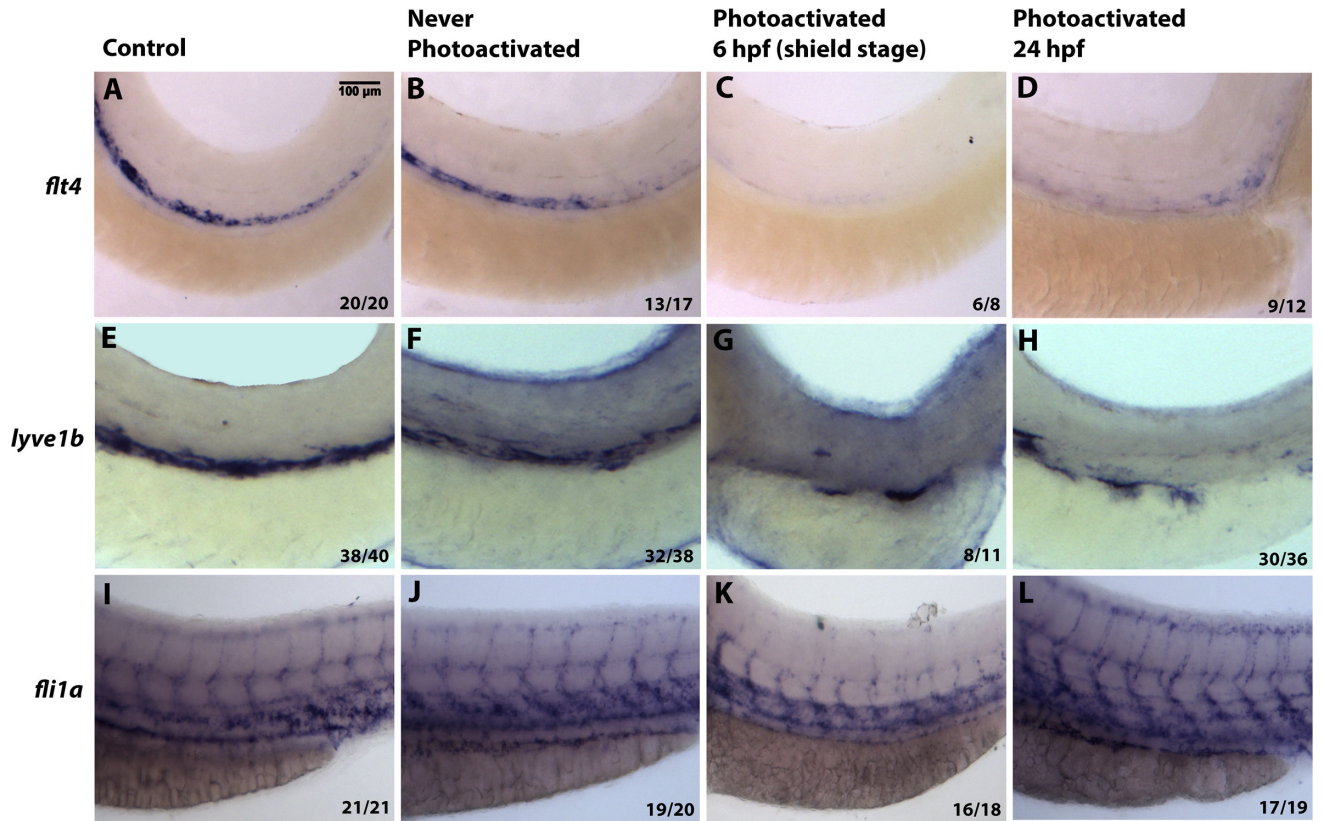 Control
Never
Photoactivated
Photoactivated
6 hpf (shield stage)
Photoactivated
24 hpf
flt4
A
100 µm
20/20
B
13/17
C
6/8
D
9/12
lyve1b
E
38/40
F
32/38
G
8/11
H
30/36
fli1a
I
21/21
J
19/20
K
16/18
L
17/19